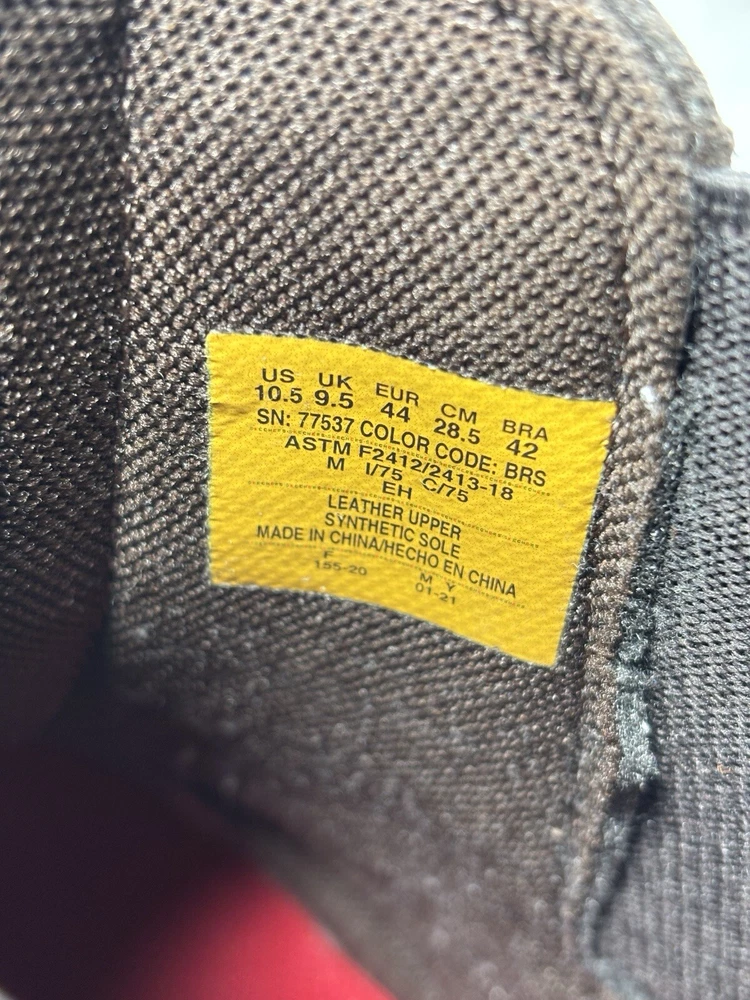 US UK EUR CM BRA
10.5 9.5 44 28.5 42
SN: 77537 COLOR CODE: BRS
ASTM F2412/2413-18
M I/75 C/75
EH
LEATHER UPPER
SYNTHETIC SOLE
MADE IN CHINA/HECHO EN CHINA
F M Y
155-20 01-21